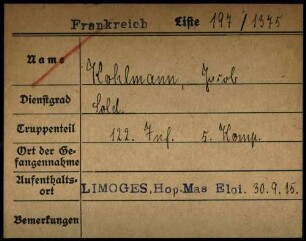 Frankreich Liste 197 / 1375
Name Kohlmann, Jacob
Dienstgrad Sold.
Truppenteil 122. Inf. 5. Komp.
Ort der Ge-
fangennahme
Aufenthalts-
ort LIMOGES, Hop. Mas Eloi. 30.9.16.
Bemerkungen